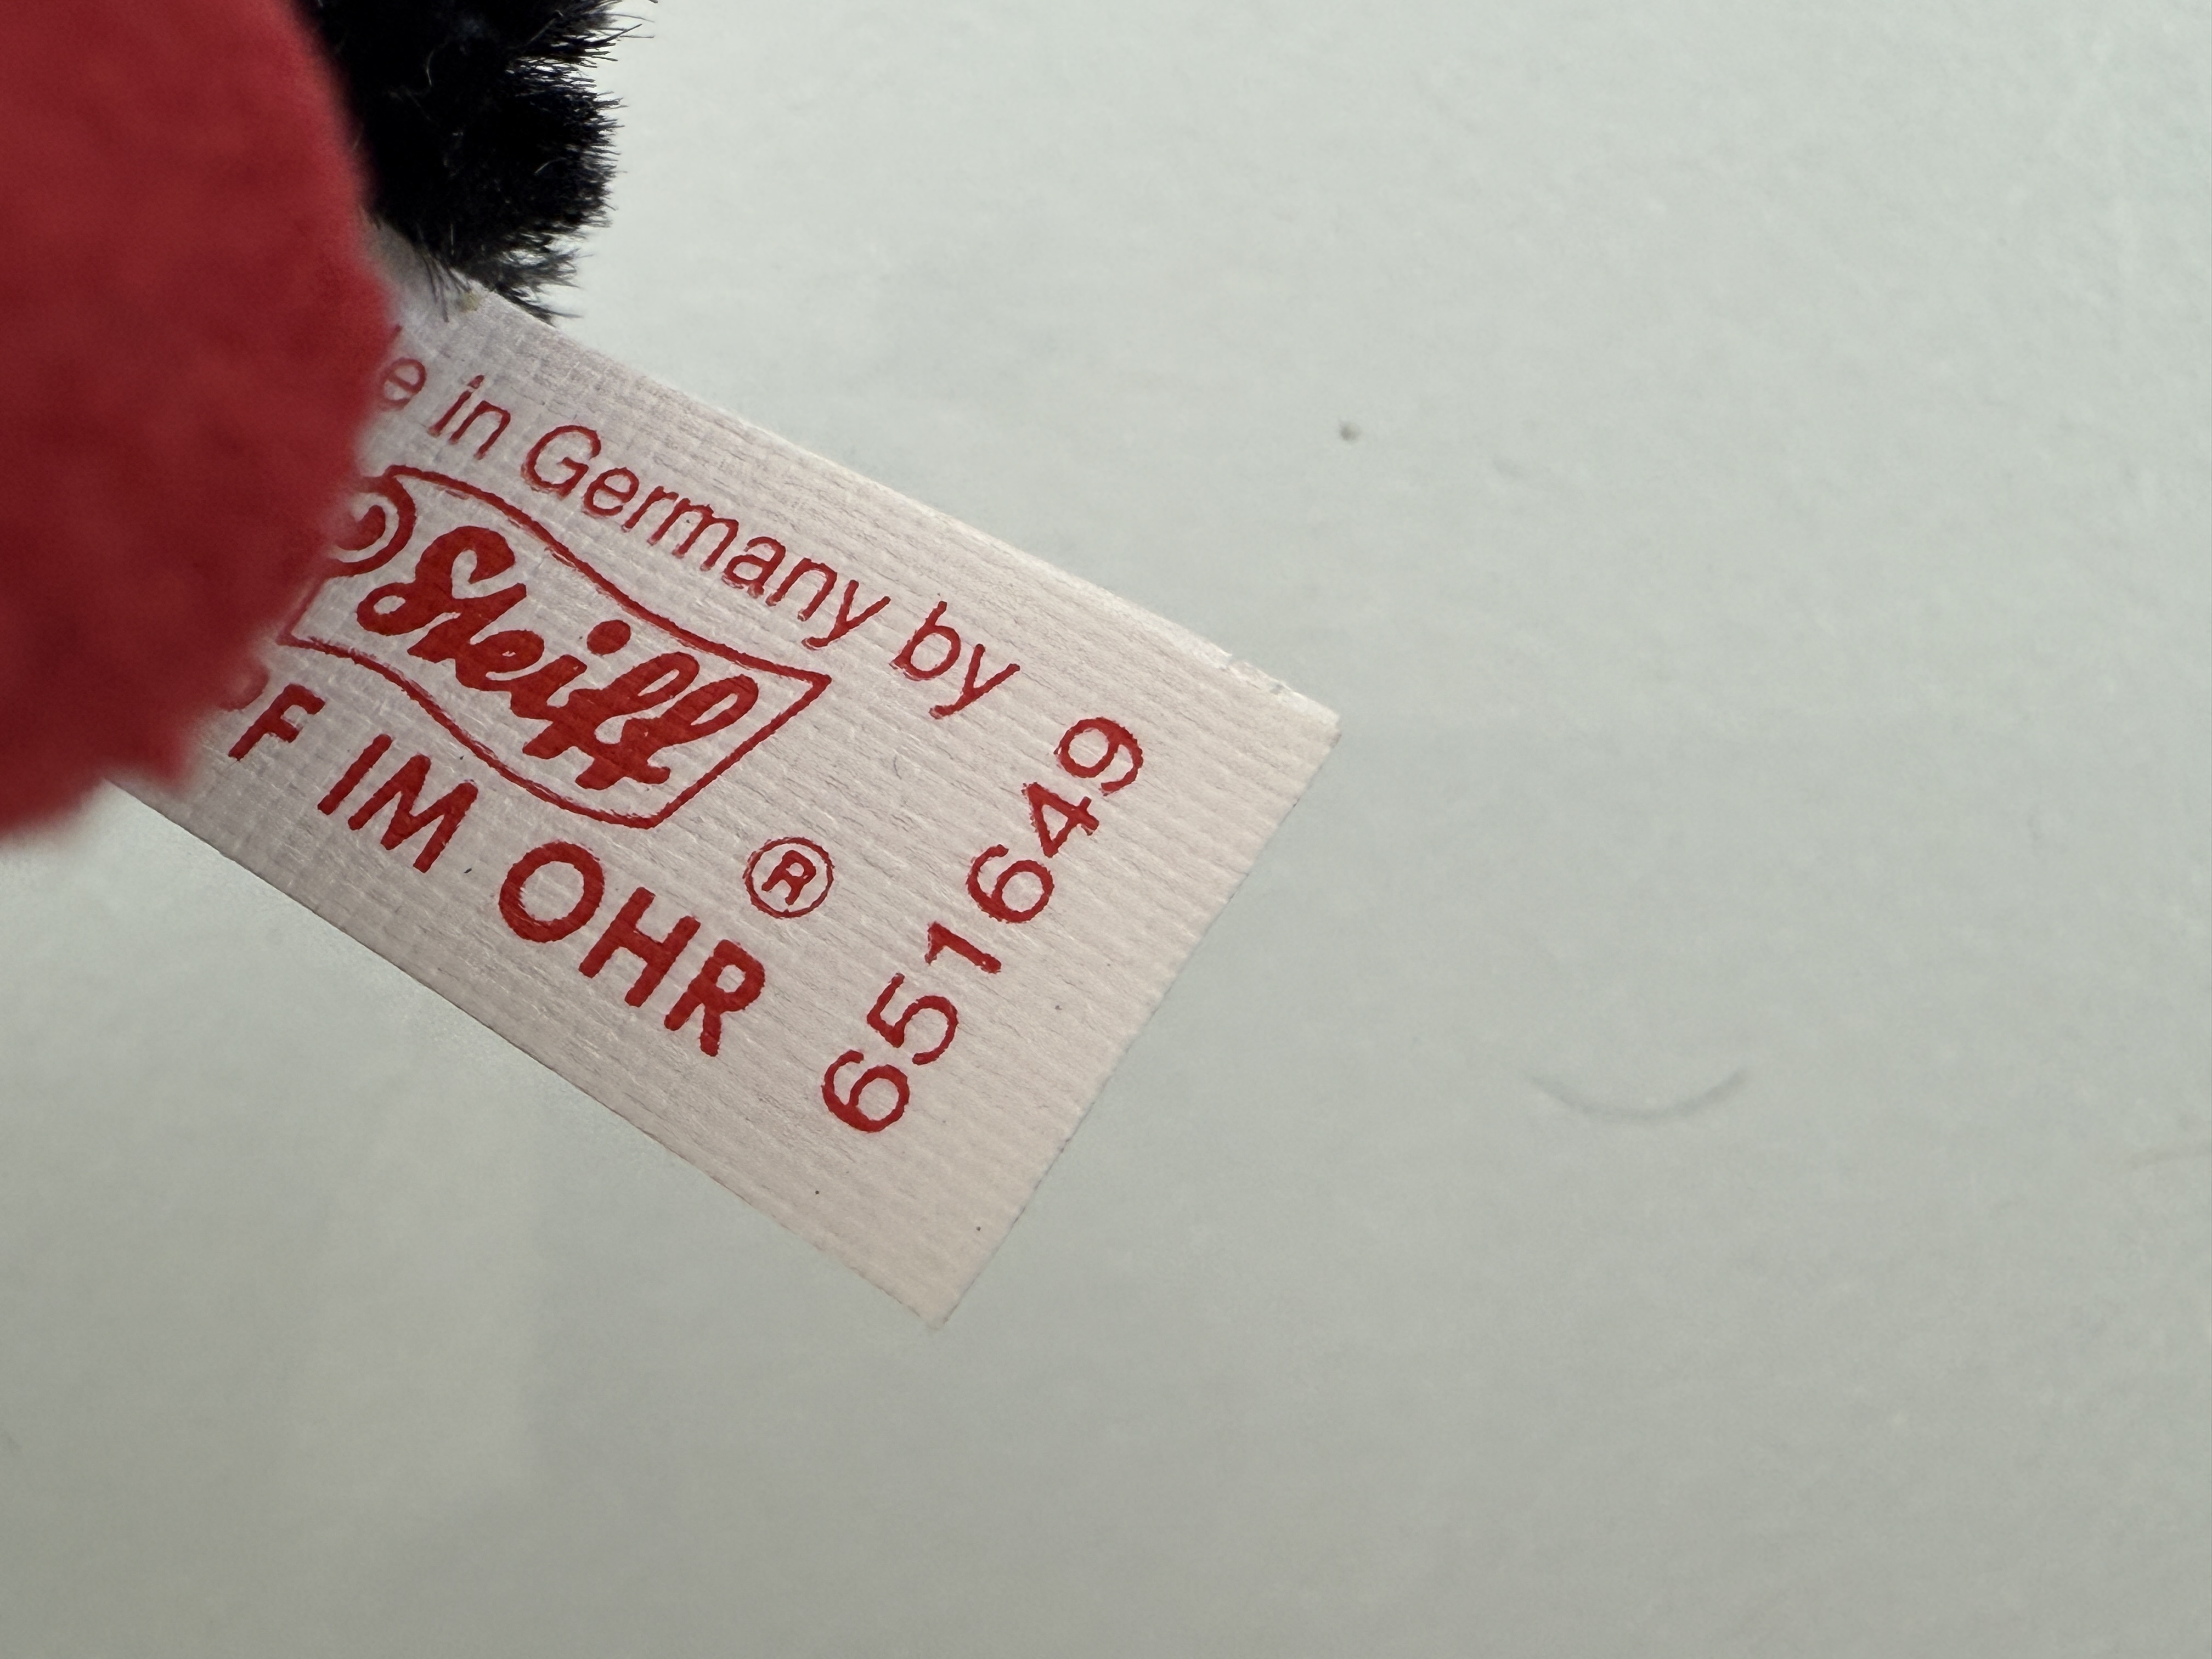 e in Germany by
Steiff
F IM OHR ®
651649